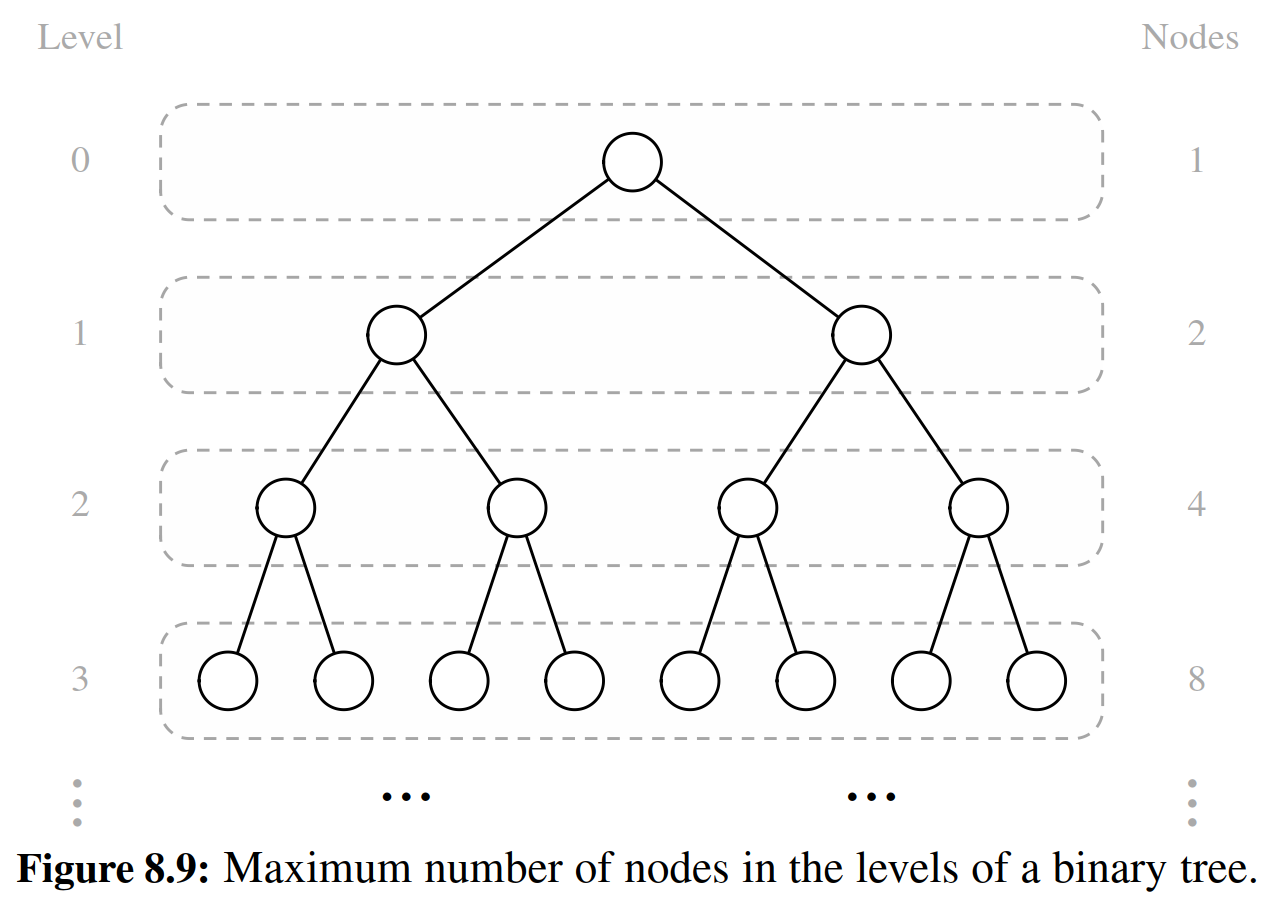 Level Nodes
0 1
1 2
2 4
3 8
⋮ ... ... ⋮
Figure 8.9: Maximum number of nodes in the levels of a binary tree.